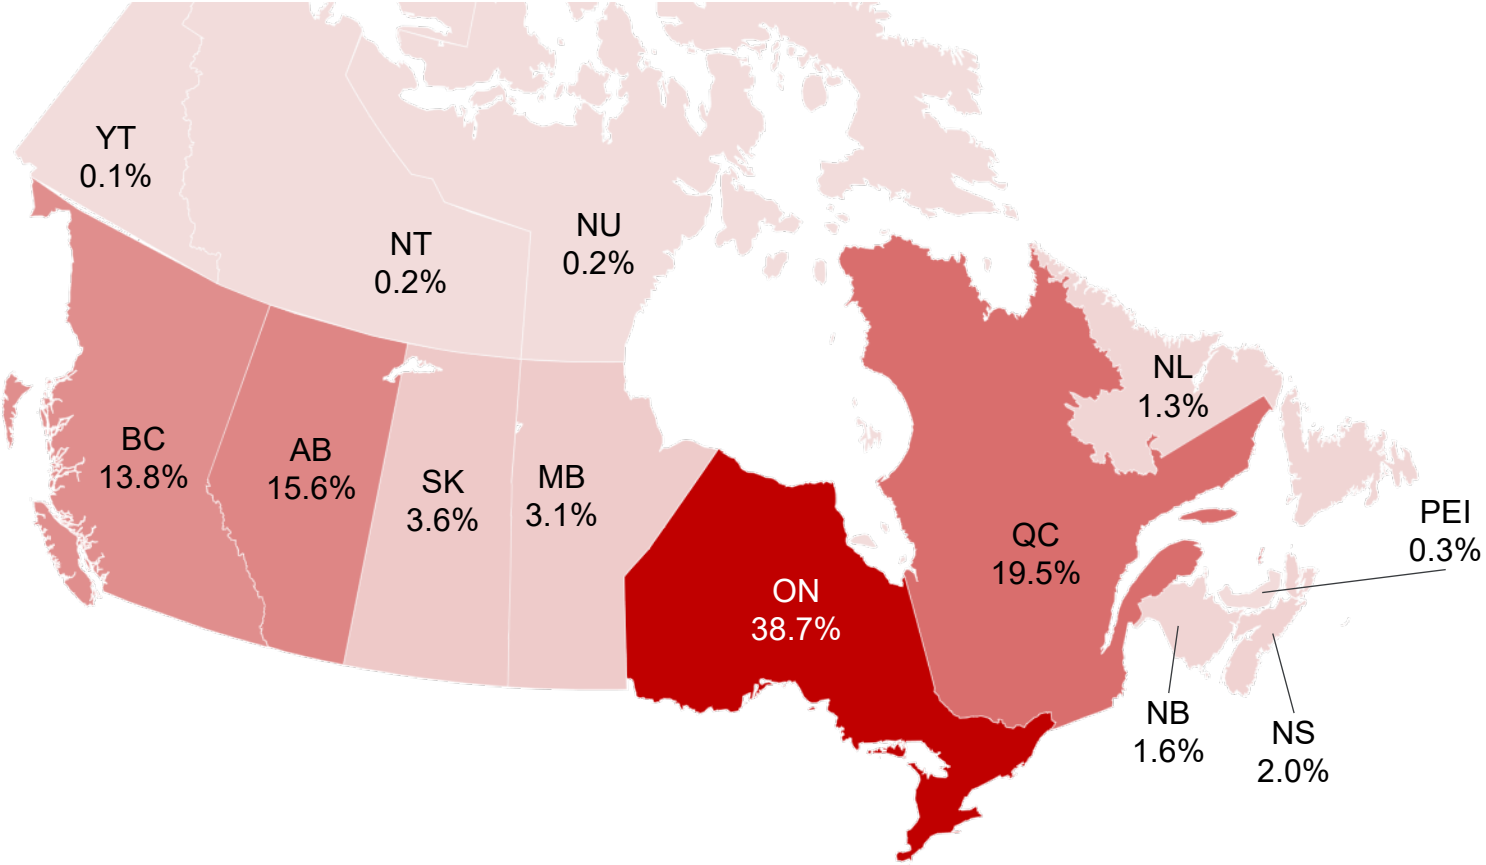 YT
0.1%
NT
0.2%
NU
0.2%
BC
13.8%
AB
15.6%
SK
3.6%
MB
3.1%
ON
38.7%
QC
19.5%
NL
1.3%
PEI
0.3%
NB
1.6%
NS
2.0%